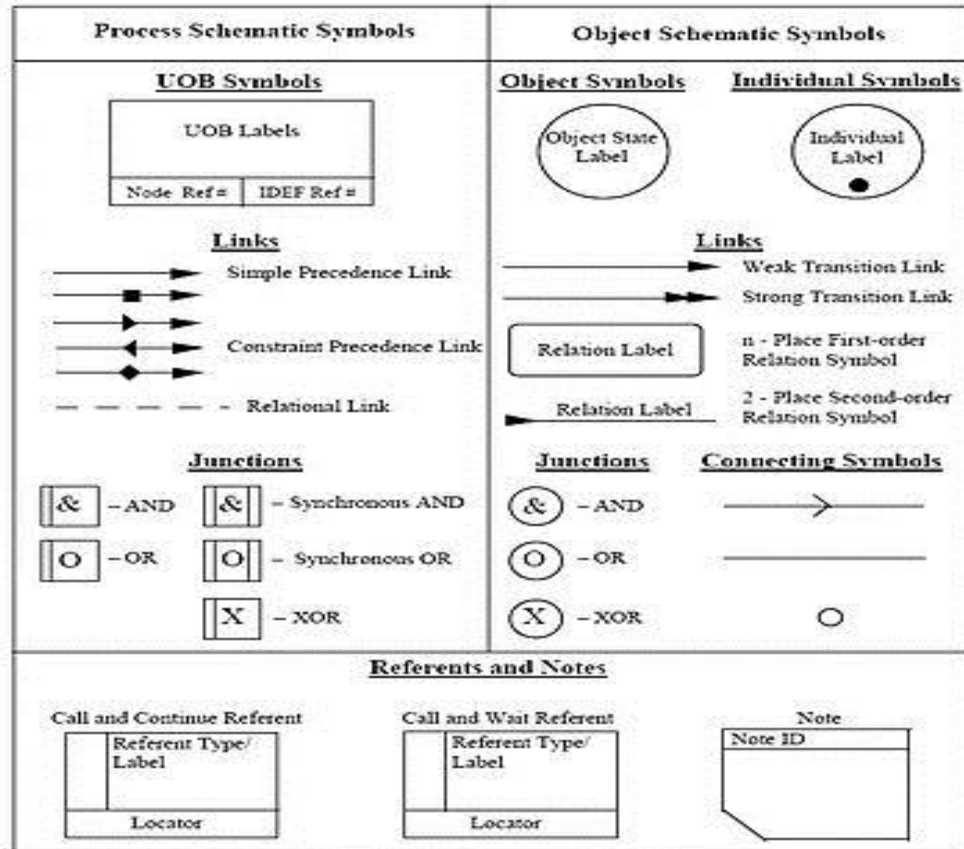 Process Schematic Symbols
UOB Symbols
UOB Labels
Node Ref # IDEF Ref #
Links
Simple Precedence Link
Constraint Precedence Link
Relational Link
Junctions
& – AND & – Synchronous AND
O – OR O – Synchronous OR
X – XOR
Object Schematic Symbols
Object Symbols Individual Symbols
Object State
Label
Individual
Label
Links
Weak Transition Link
Strong Transition Link
Relation Label
n - Place First-order
Relation Symbol
Relation Label
2 - Place Second-order
Relation Symbol
Junctions Connecting Symbols
& – AND
O – OR
X – XOR
Referents and Notes
Call and Continue Referent
Referent Type/
Label
Locator
Call and Wait Referent
Referent Type/
Label
Locator
Note
Note ID